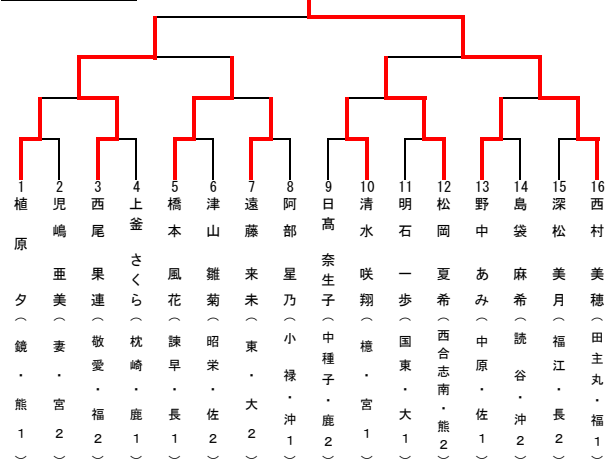 1 植原 夕（鏡・熊1）
2 児嶋 亜美（妻・宮2）
3 西尾 果連（敬愛・福2）
4 上釜 さくら（枕崎・鹿1）
5 橋本 風花（諫早・長1）
6 津山 雛菊（昭栄・佐2）
7 遠藤 来未（東・大2）
8 阿部 星乃（小禄・沖1）
9 日髙 奈生子（中種子・鹿2）
10 清水 咲翔（檍・宮1）
11 明石 一歩（国東・大1）
12 松岡 夏希（西合志南・熊2）
13 野中 あみ（中原・佐1）
14 島袋 麻希（読谷・沖2）
15 深松 美月（福江・長2）
16 西村 美穂（田主丸・福1）